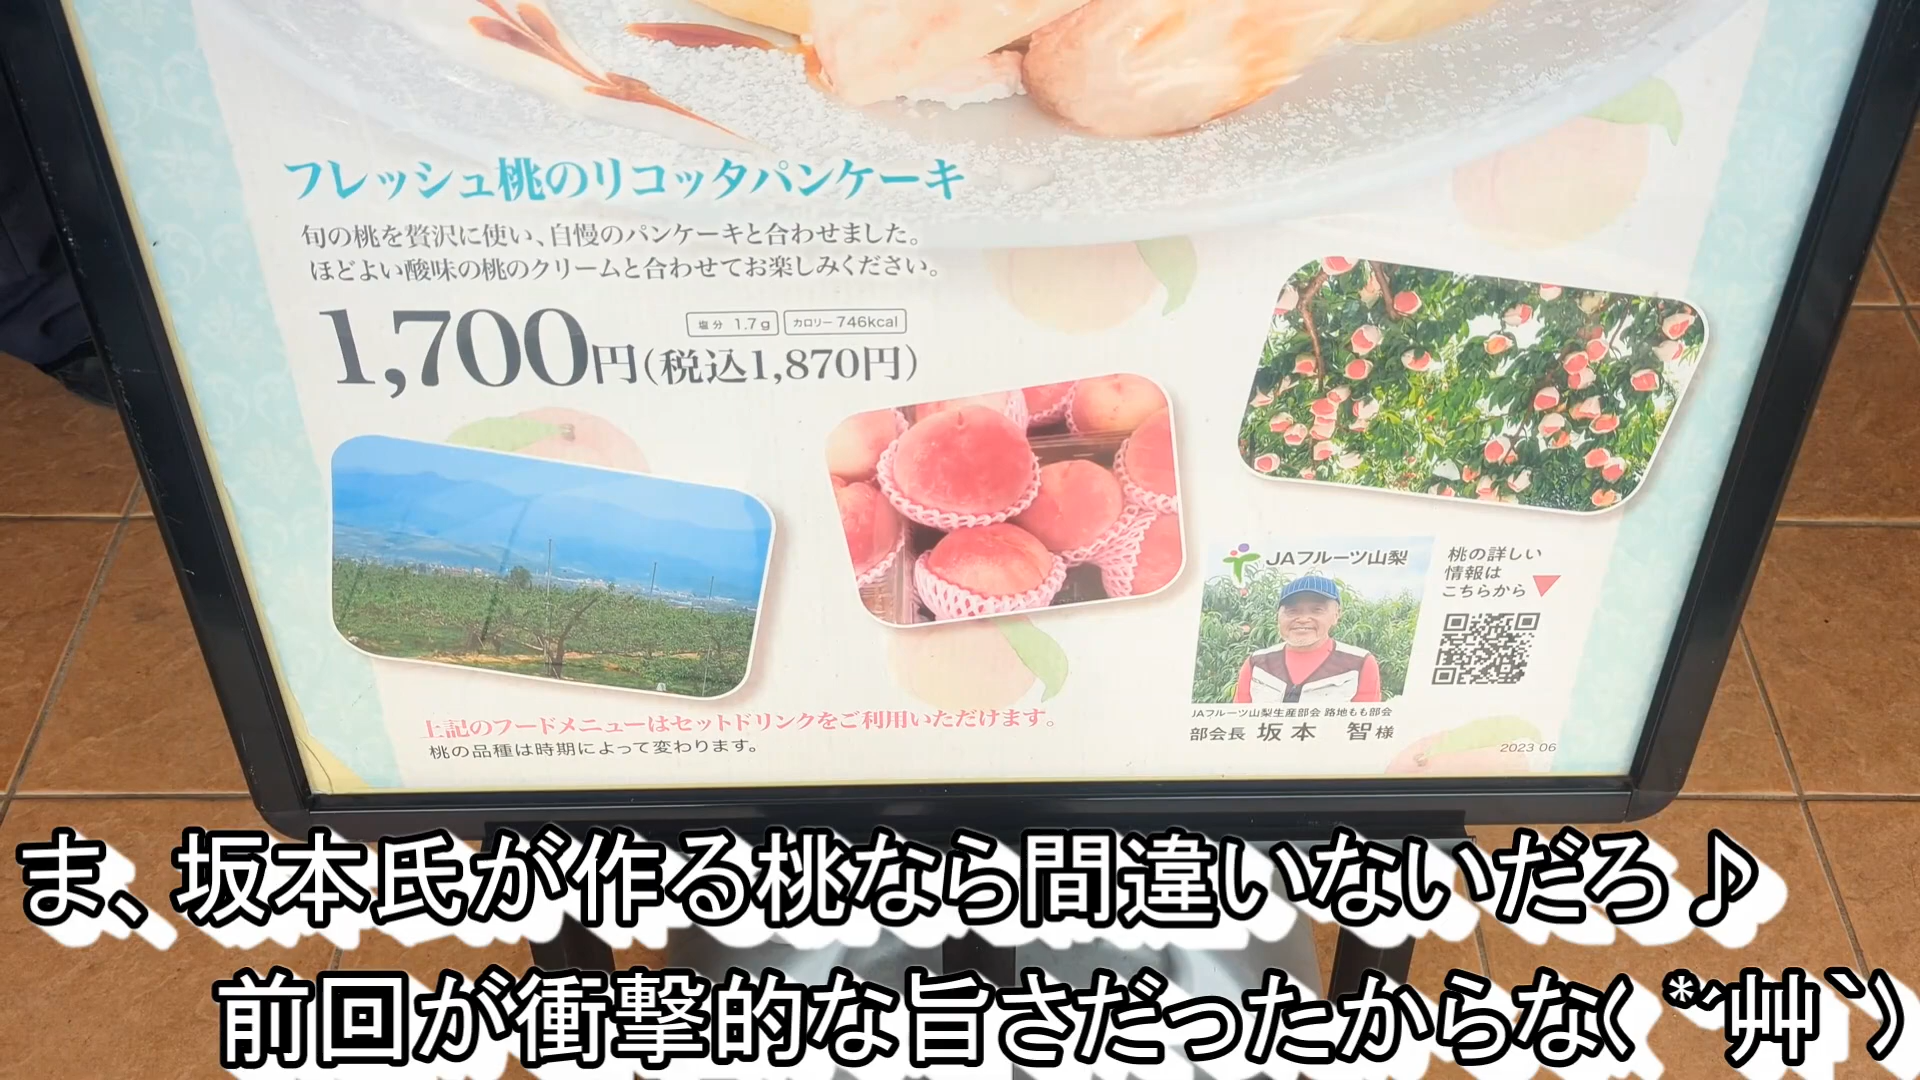 フレッシュ桃のリコッタパンケーキ
旬の桃を贅沢に使い、自慢のパンケーキと合わせました。
ほどよい酸味の桃のクリームと合わせてお楽しみください。
塩分 1.7g カロリー 746kcal
1,700円(税込1,870円)
JAフルーツ山梨
桃の詳しい
情報は
こちらから
JAフルーツ山梨生産部会 路地もも部会
部会長 坂本 智様
上記のフードメニューはセットドリンクをご利用いただけます。
桃の品種は時期によって変わります。
2023 06
ま、坂本氏が作る桃なら間違いないだろ♪
前回が衝撃的な旨さだったからな( *´艸`)